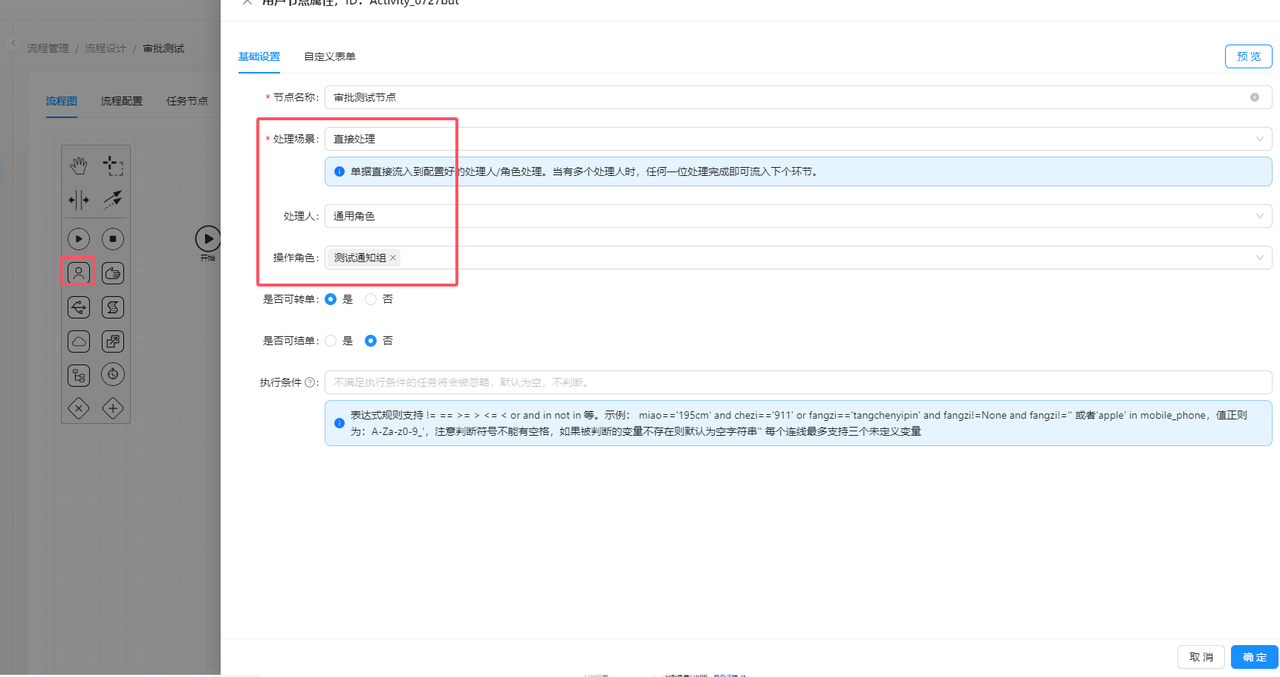 用户节点属性，ID：Activity_0727but
流程管理 / 流程设计 / 审批测试
基础设置 自定义表单
预 览
流程图 流程配置 任务节点
* 节点名称: 审批测试节点
* 处理场景: 直接处理
单据直接流入到配置好的处理人/角色处理。当有多个处理人时，任何一位处理完成即可流入下个环节。
处理人: 通用角色
开始
操作角色: 测试通知组 ×
是否可转单: 是 否
是否可结单: 是 否
执行条件 ?: 不满足执行条件的任务将会被忽略，默认为空，不判断。
表达式规则支持 != == >= > <= < or and in not in 等。示例： miao=='195cm' and chezi=='911' or fangzi=='tangchenyipin' and fangzi!=None and fangzi!='' 或者'apple' in mobile_phone，值正则
为：A-Za-z0-9_'，注意判断符号不能有空格，如果被判断的变量不存在则默认为空字符串'' 每个连线最多支持三个未定义变量
取 消 确 定